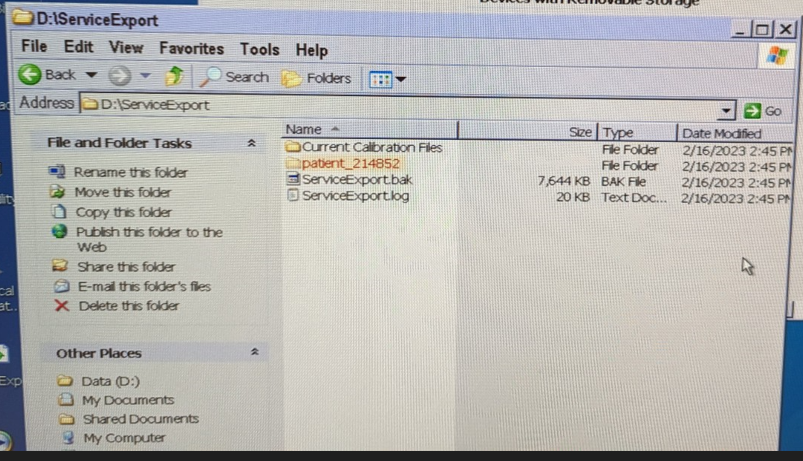 Devices with Removable Storage
D:\ServiceExport
File Edit View Favorites Tools Help
Back Search Folders
Address D:\ServiceExport Go
File and Folder Tasks
Rename this folder
Move this folder
Copy this folder
Publish this folder to the
Web
Share this folder
E-mail this folder's files
Delete this folder
Other Places
Data (D:)
My Documents
Shared Documents
My Computer
Name Size Type Date Modified
Current Calibration Files File Folder 2/16/2023 2:45 PM
patient_214852 File Folder 2/16/2023 2:45 PM
ServiceExport.bak 7,644 KB BAK File 2/16/2023 2:45 PM
ServiceExport.log 20 KB Text Doc... 2/16/2023 2:45 PM